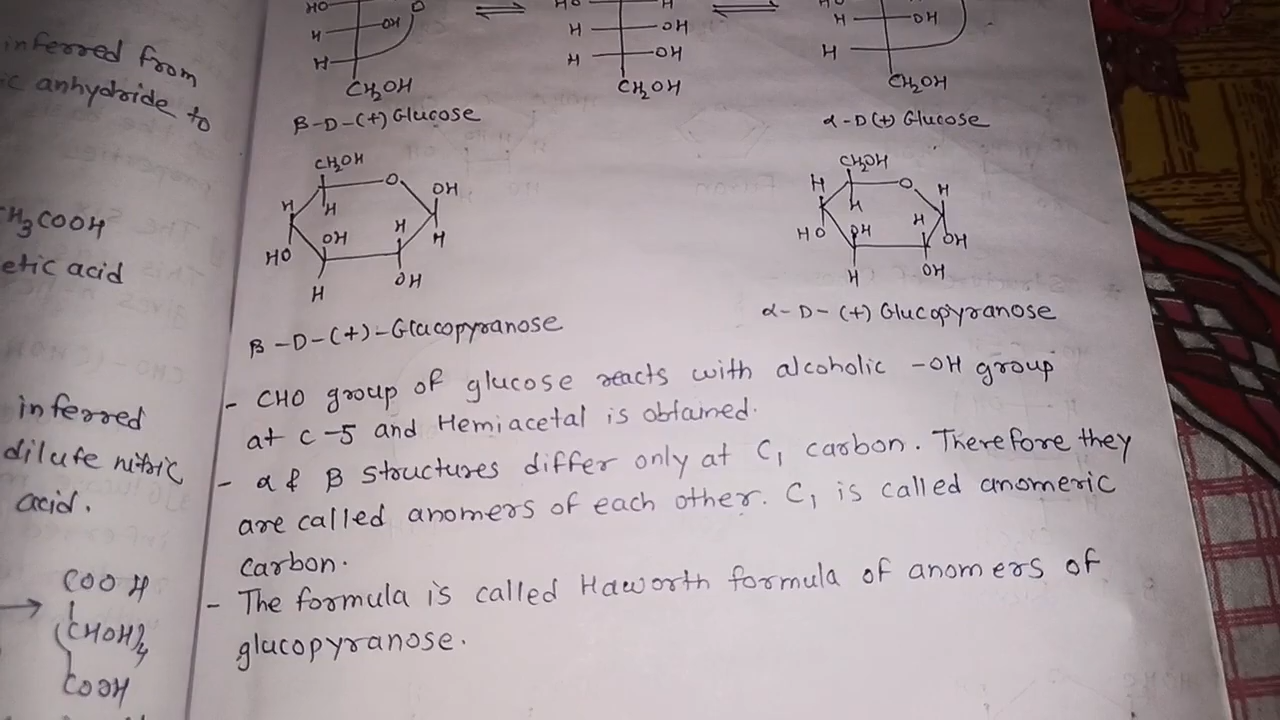 inferred from
ic anhydride to
CH3COOH
etic acid
inferred
dilute nitric
acid.
COOH
(CHOH)4
COOH
HO OH O
H
H
CH2OH
HO H
H OH
H OH
CH2OH
HO
H OH
H
CH2OH
β-D-(+) Glucose
α-D(+) Glucose
CH2OH
O
H H OH
OH H H
HO OH
H
CH2OH
O
H H H
HO OH H OH
H OH
β-D-(+)-Glucopyranose
α-D-(+) Glucopyranose
- CHO group of glucose reacts with alcoholic -OH group
at C-5 and Hemiacetal is obtained.
- α & β structures differ only at C1 carbon. Therefore they
are called anomers of each other. C1 is called anomeric
carbon.
- The formula is called Haworth formula of anomers of
glucopyranose.